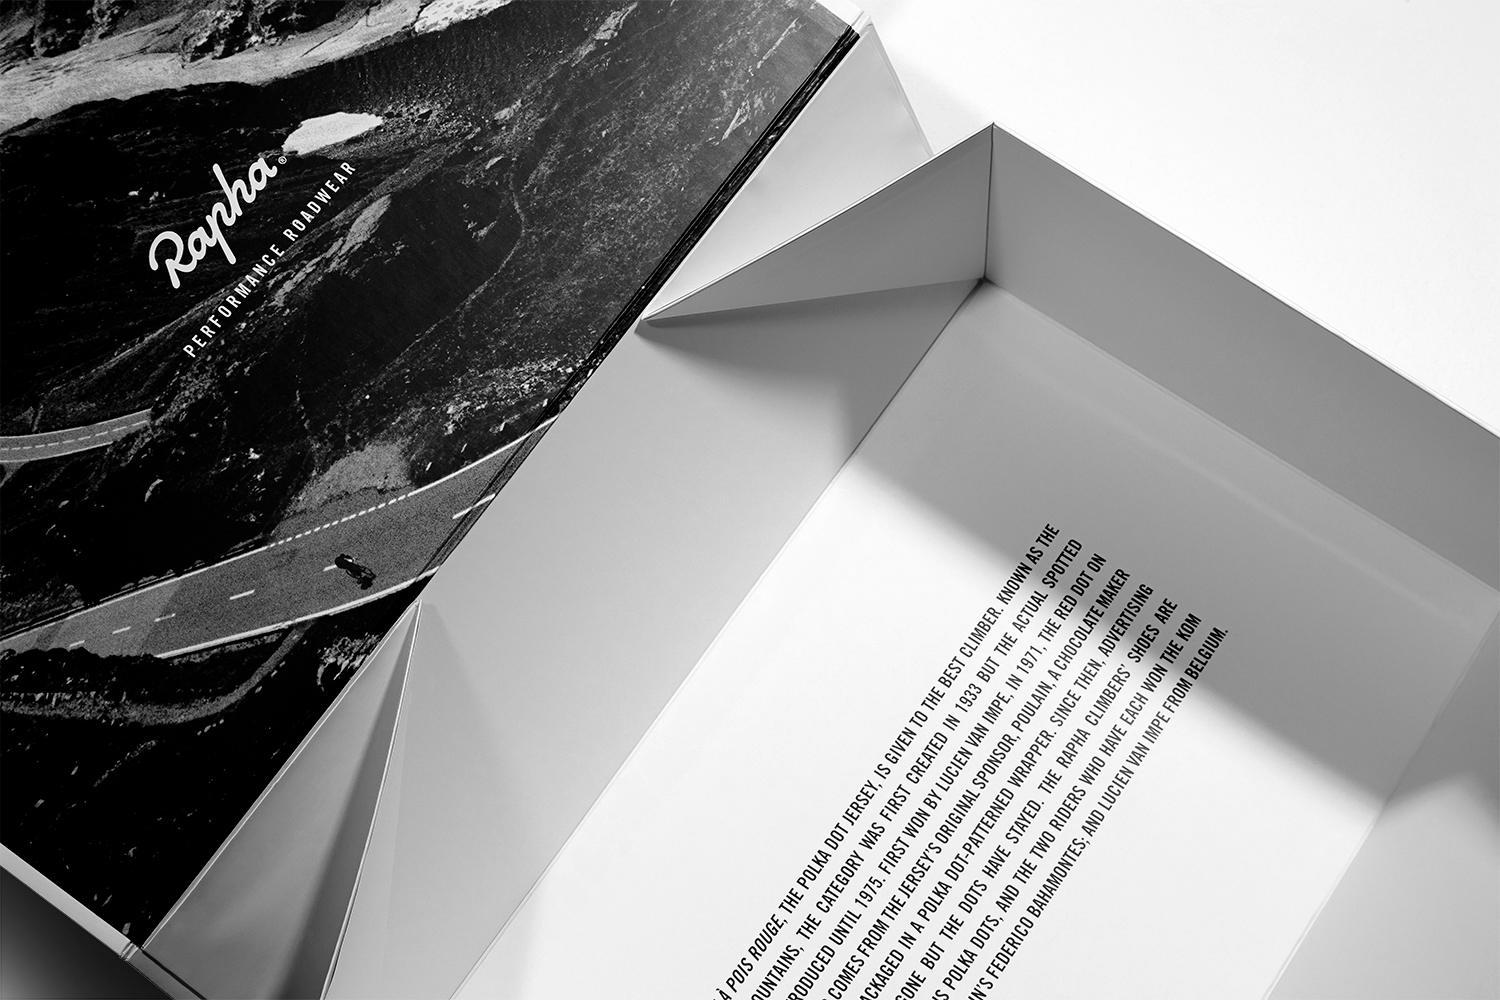 Rapha®
PERFORMANCE ROADWEAR
À POIS ROUGE, THE POLKA DOT JERSEY, IS GIVEN TO THE BEST CLIMBER. KNOWN AS THE
THE CATEGORY WAS FIRST CREATED IN 1933 BUT THE ACTUAL SPOTTED
UNTIL 1975. FIRST WON BY LUCIEN VAN IMPE, IN 1971, THE RED DOT ON
COMES FROM THE JERSEY'S ORIGINAL SPONSOR, POULAIN, A CHOCOLATE MAKER
IN A POLKA DOT-PATTERNED WRAPPER. SINCE THEN, ADVERTISING
GONE BUT THE DOTS HAVE STAYED. THE RAPHA CLIMBERS' SHOES ARE
POLKA DOTS, AND THE TWO RIDERS WHO HAVE EACH WON THE KOM
FEDERICO BAHAMONTES; AND LUCIEN VAN IMPE FROM BELGIUM.